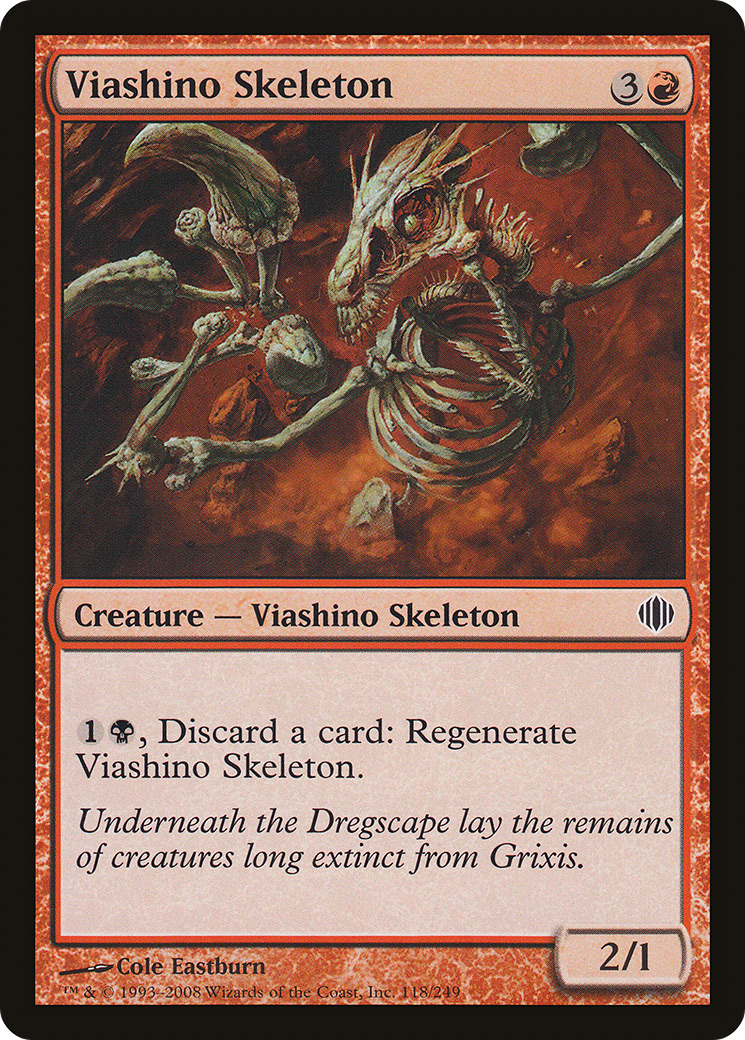 Viashino Skeleton 3
Creature — Viashino Skeleton
1, Discard a card: Regenerate
Viashino Skeleton.
Underneath the Dregscape lay the remains
of creatures long extinct from Grixis.
2/1
Cole Eastburn
™ & © 1993–2008 Wizards of the Coast, Inc. 118/249